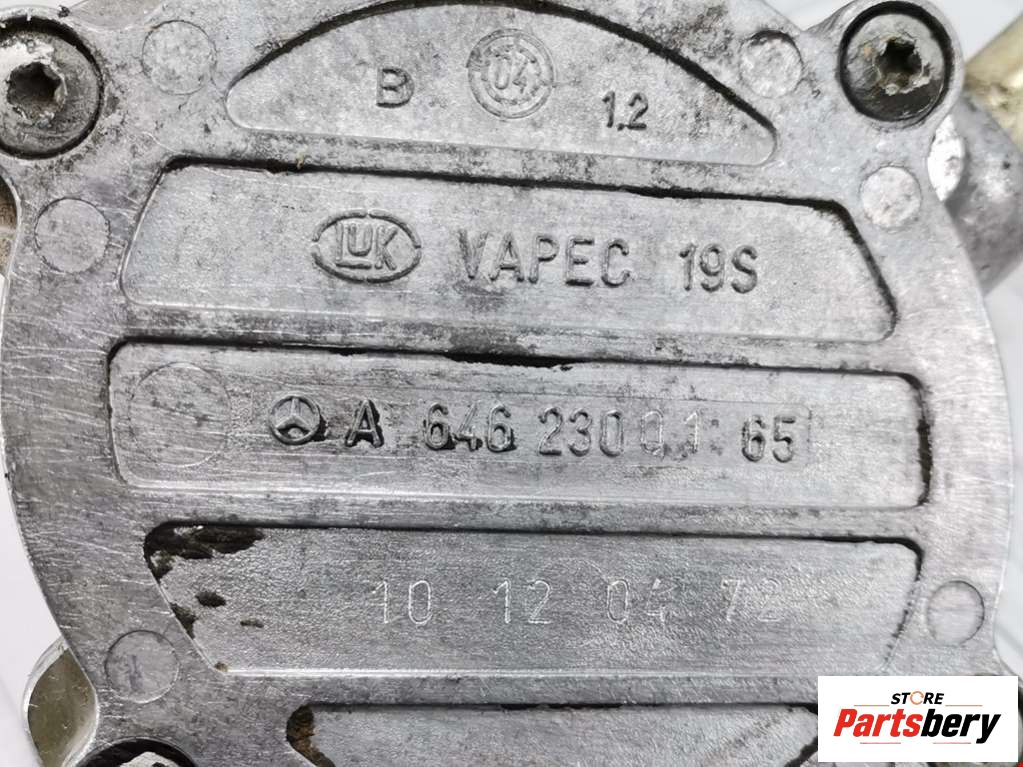 B 04 1.2
LUK VAPEC 19S
A 646 230 01 65
10 12 04 72
STORE
Partsbery